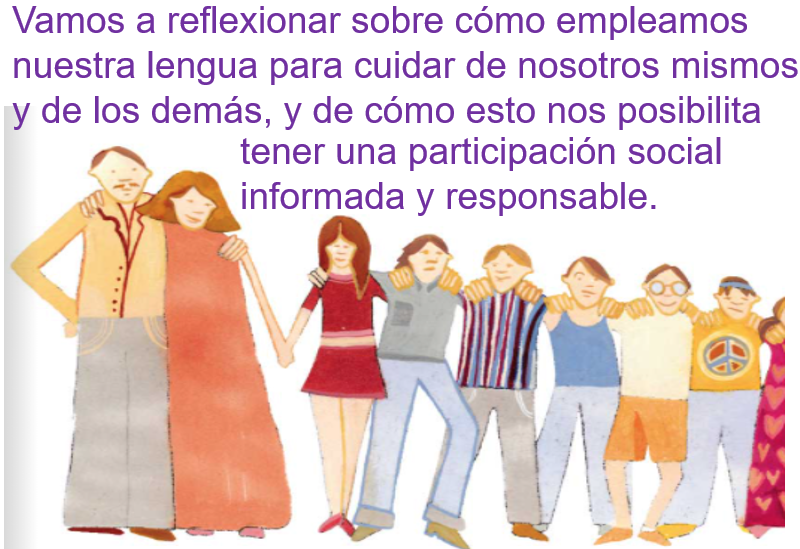 Vamos a reflexionar sobre cómo empleamos
nuestra lengua para cuidar de nosotros mismos
y de los demás, y de cómo esto nos posibilita
tener una participación social
informada y responsable.